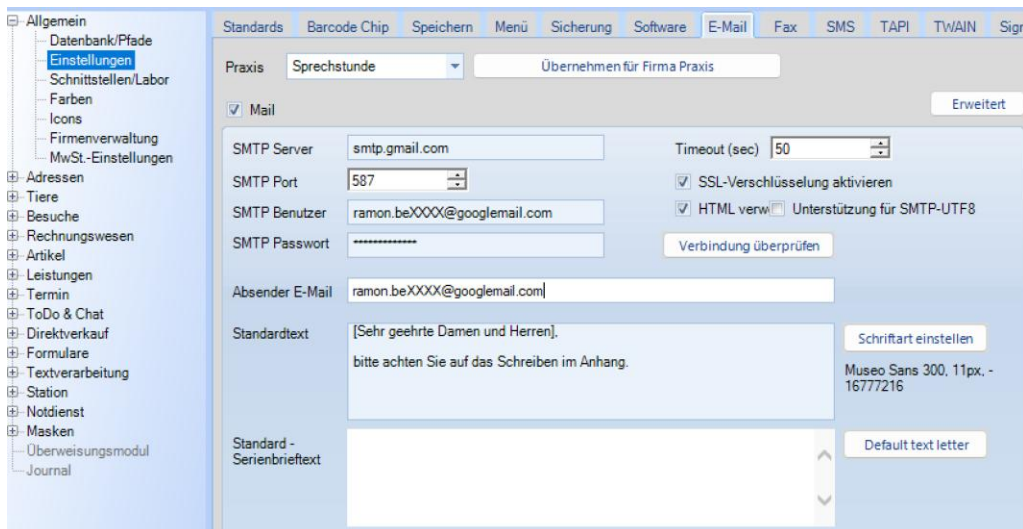 Allgemein
Datenbank/Pfade
Einstellungen
Schnittstellen/Labor
Farben
Icons
Firmenverwaltung
MwSt.-Einstellungen
Adressen
Tiere
Besuche
Rechnungswesen
Artikel
Leistungen
Termin
ToDo & Chat
Direktverkauf
Formulare
Textverarbeitung
Station
Notdienst
Masken
Überweisungsmodul
Journal
Standards Barcode Chip Speichern Menü Sicherung Software E-Mail Fax SMS TAPI TWAIN Sigr
Praxis Sprechstunde Übernehmen für Firma Praxis
Mail Erweitert
SMTP Server smtp.gmail.com Timeout (sec) 50
SMTP Port 587 SSL-Verschlüsselung aktivieren
SMTP Benutzer ramon.beXXXX@googlemail.com HTML verw Unterstützung für SMTP-UTF8
SMTP Passwort ************* Verbindung überprüfen
Absender E-Mail ramon.beXXXX@googlemail.com
Standardtext [Sehr geehrte Damen und Herren], Schriftart einstellen
bitte achten Sie auf das Schreiben im Anhang. Museo Sans 300, 11px, -
16777216
Standard - Default text letter
Serienbrieftext